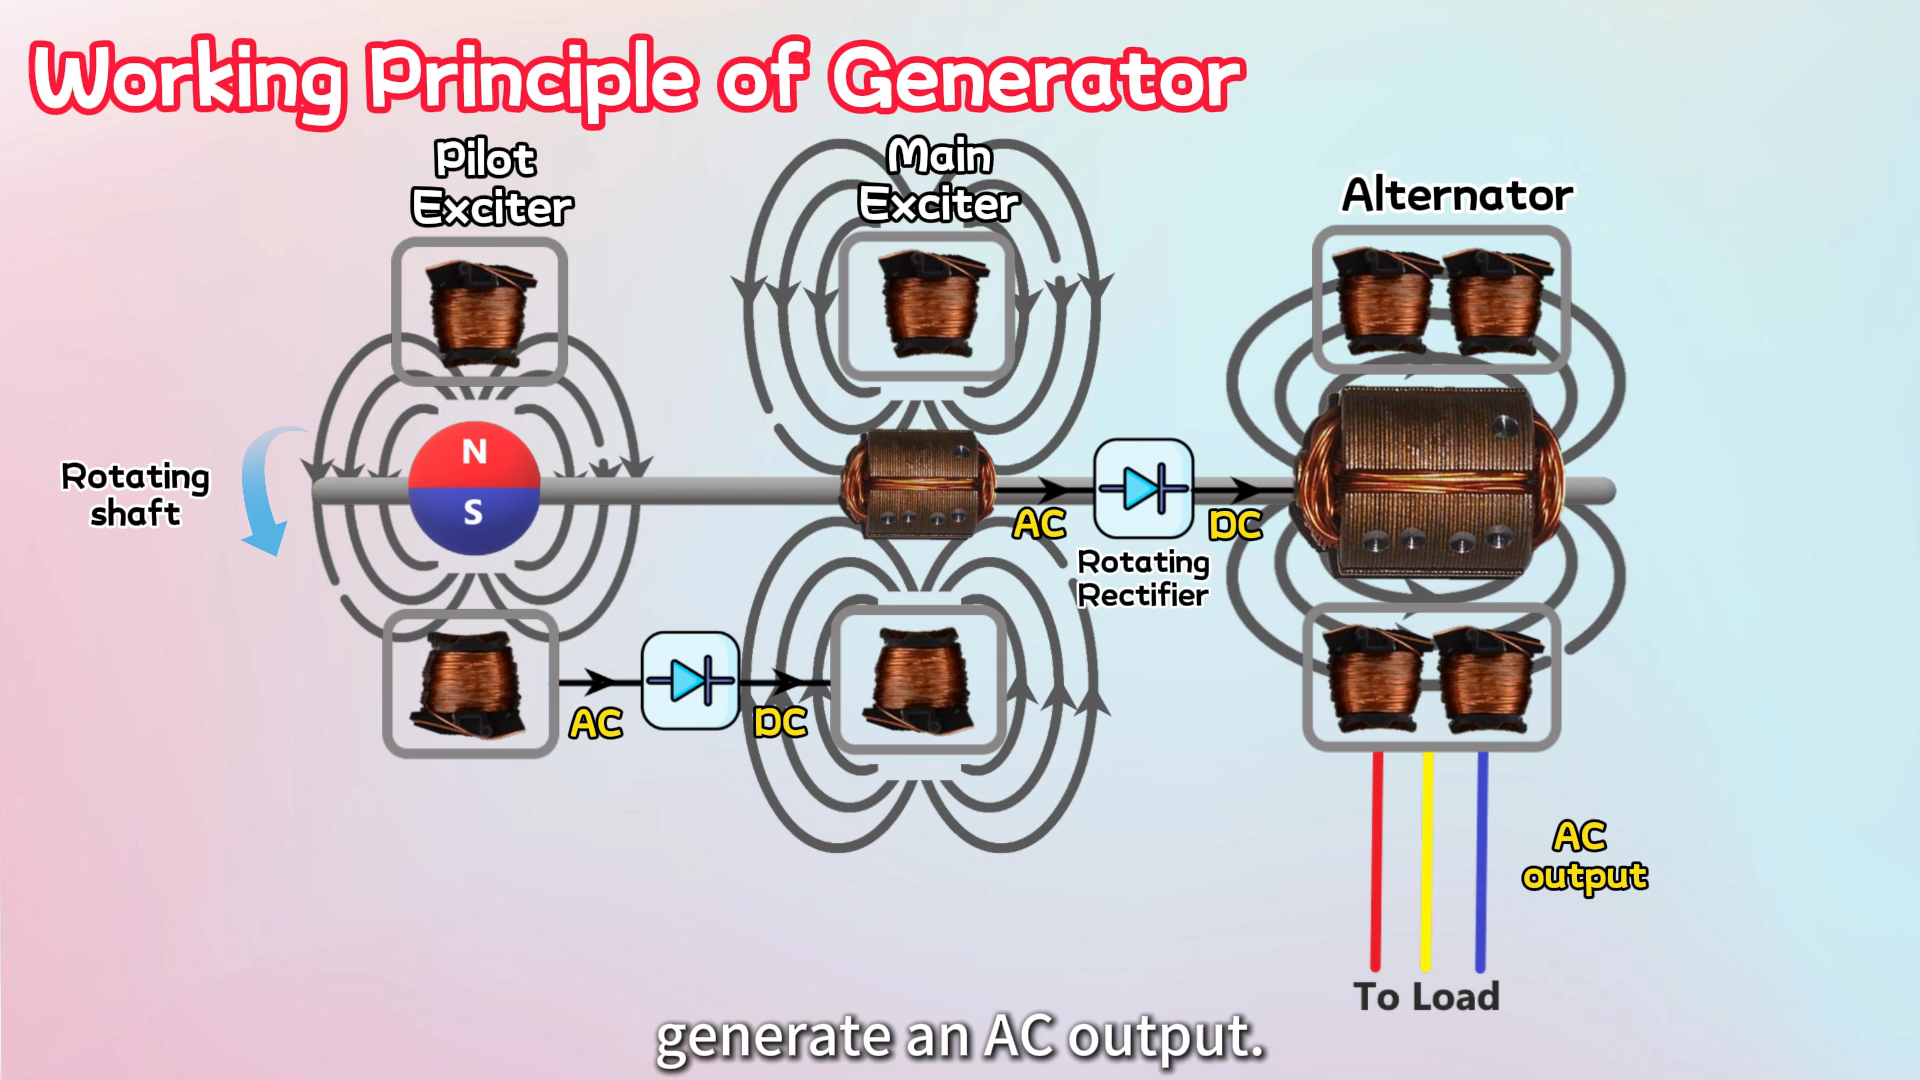 Working Principle of Generator
Pilot
Exciter
Main
Exciter
Alternator
N
S
Rotating
shaft
AC
DC
Rotating
Rectifier
AC
DC
AC
output
To Load
generate an AC output.